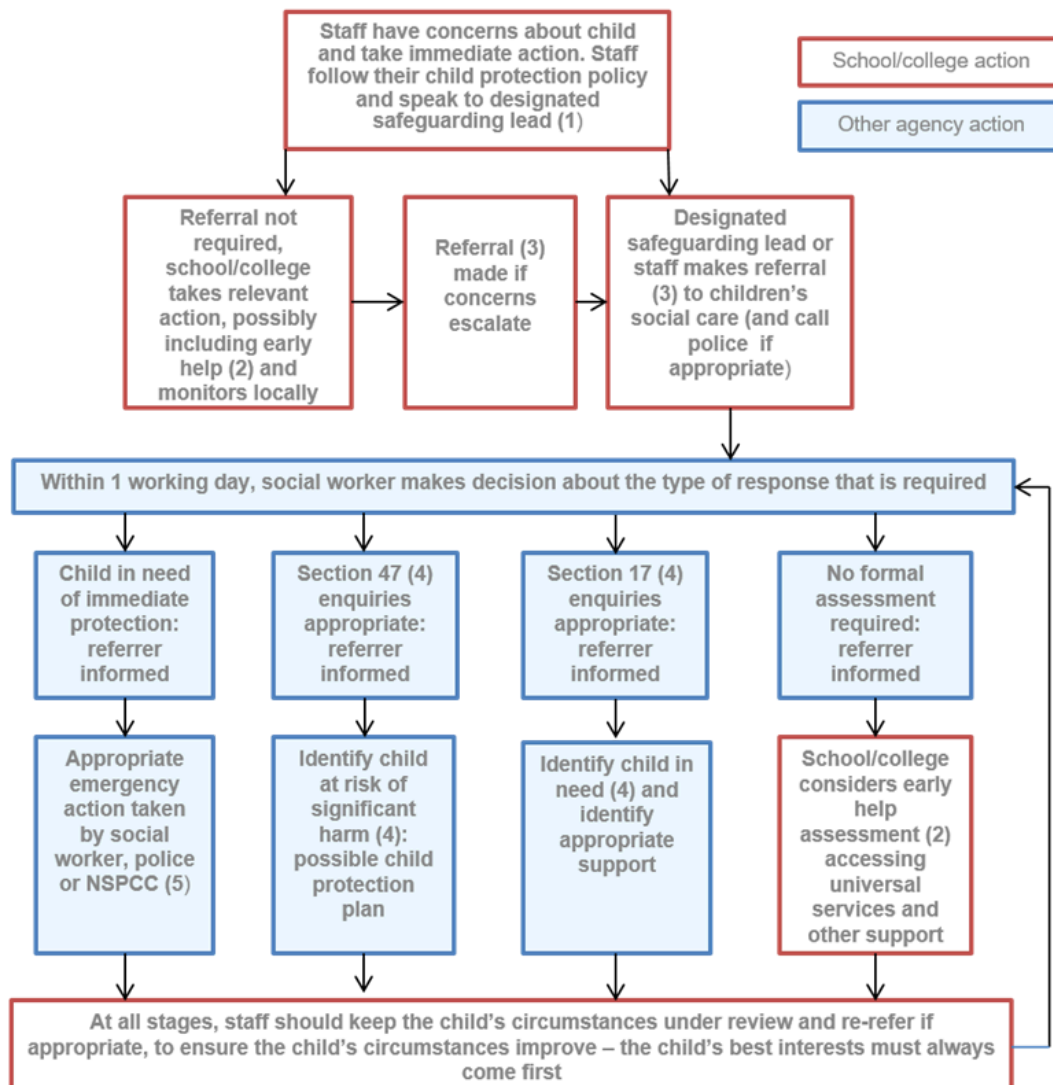 Staff have concerns about child
and take immediate action. Staff
follow their child protection policy
and speak to designated
safeguarding lead (1)
School/college action
Other agency action
Referral not
required,
school/college
takes relevant
action, possibly
including early
help (2) and
monitors locally
Referral (3)
made if
concerns
escalate
Designated
safeguarding lead or
staff makes referral
(3) to children’s
social care (and call
police if
appropriate)
Within 1 working day, social worker makes decision about the type of response that is required
Child in need
of immediate
protection:
referrer
informed
Section 47 (4)
enquiries
appropriate:
referrer
informed
Section 17 (4)
enquiries
appropriate:
referrer
informed
No formal
assessment
required:
referrer
informed
Appropriate
emergency
action taken
by social
worker, police
or NSPCC (5)
Identify child
at risk of
significant
harm (4):
possible child
protection
plan
Identify child in
need (4) and
identify
appropriate
support
School/college
considers early
help
assessment (2)
accessing
universal
services and
other support
At all stages, staff should keep the child’s circumstances under review and re-refer if
appropriate, to ensure the child’s circumstances improve – the child’s best interests must always
come first